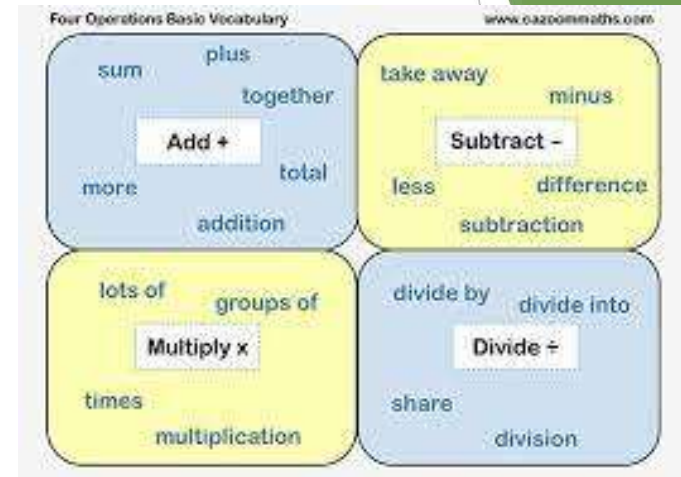 Four Operations Basic Vocabulary
www.cazoommaths.com
sum
plus
together
Add +
more
total
addition
take away
minus
Subtract -
less
difference
subtraction
lots of
groups of
Multiply x
times
multiplication
divide by
divide into
Divide ÷
share
division